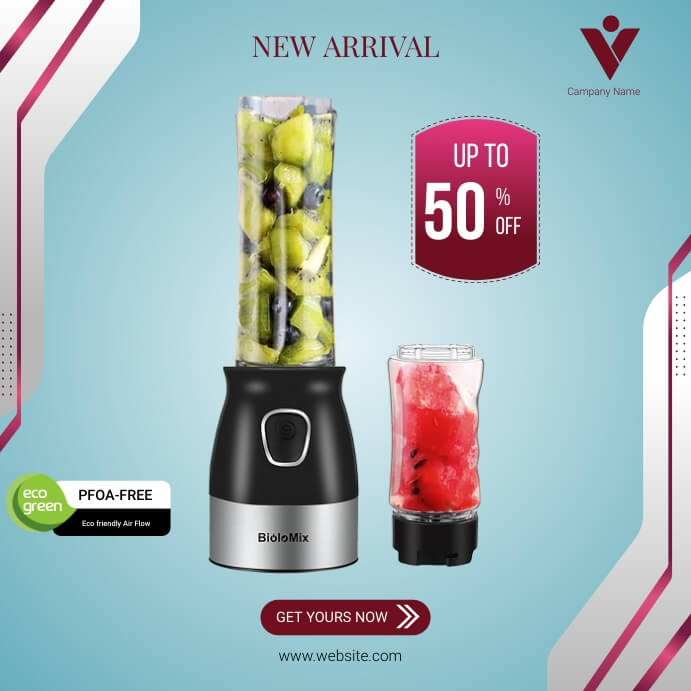 NEW ARRIVAL
Campany Name
UP TO
50 % OFF
eco green
PFOA-FREE
Eco friendly Air Flow
BioloMix
GET YOURS NOW
www.website.com